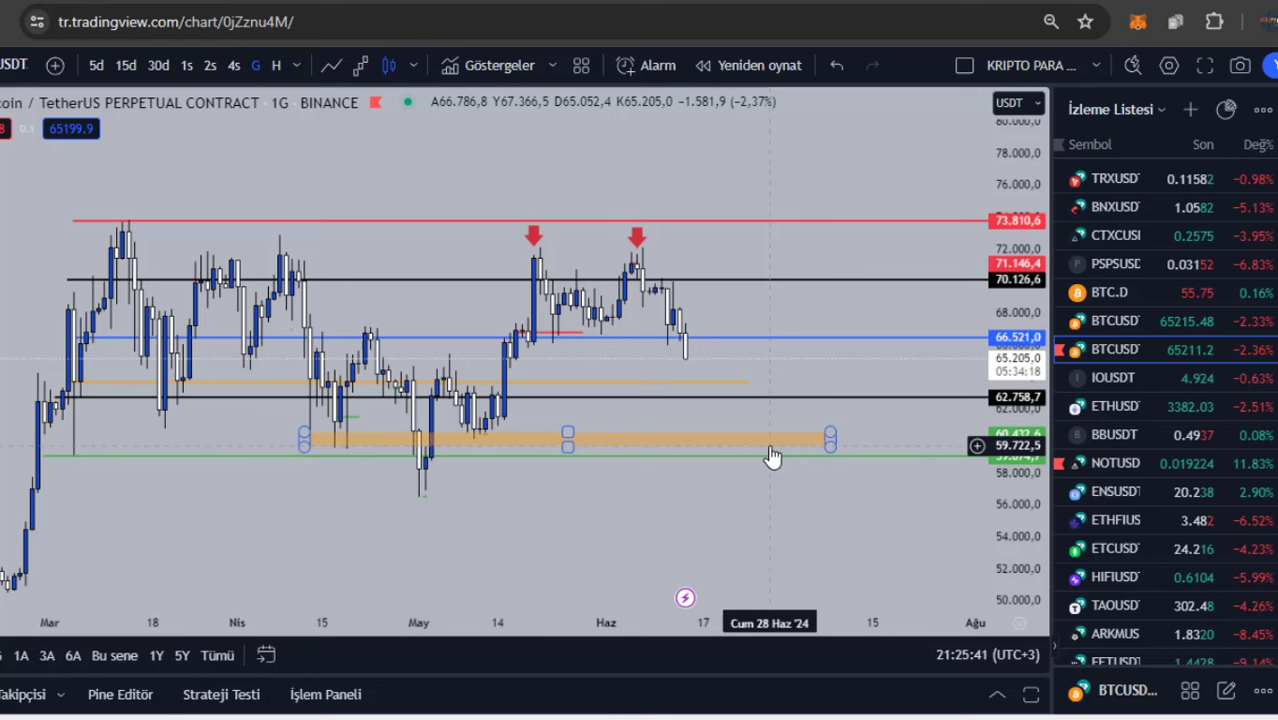 tr.tradingview.com/chart/0jZznu4M/
USDT 5d 15d 30d 1s 2s 4s G H Göstergeler Alarm Yeniden oynat KRIPTO PARA ...
coin / TetherUS PERPETUAL CONTRACT · 1G · BINANCE A66.786,8 Y67.366,5 D65.052,4 K65.205,0 −1.581,9 (−2,37%)
USDT
8 0.1 65199.9
80.000,0
78.000,0
76.000,0
73.810,6
72.000,0
71.146,4
70.126,6
68.000,0
66.521,0
65.205,0
05:34:18
62.758,7
62.000,0
60.432,6
59.722,5
58.000,0
56.000,0
54.000,0
52.000,0
50.000,0
Mar 18 Nis 15 May 14 Haz 17 Cum 28 Haz '24 15 Ağu
1A 3A 6A Bu sene 1Y 5Y Tümü 21:25:41 (UTC+3)
Takipçisi Pine Editör Strateji Testi İşlem Paneli
İzleme Listesi
Sembol Son Değ%
TRXUSD 0.11582 −0.98%
BNXUSD 1.0582 −5.13%
CTXCUSI 0.2575 −3.95%
PSPSUSD 0.03152 −6.83%
BTC.D 55.75 0.16%
BTCUSD 65215.48 −2.33%
BTCUSD 65211.2 −2.36%
IOUSDT 4.924 −0.63%
ETHUSD 3382.03 −2.51%
BBUSDT 0.4937 0.08%
NOTUSD 0.019224 11.83%
ENSUSD 20.238 2.90%
ETHFIUS 3.482 −6.52%
ETCUSD 24.216 −4.23%
HIFIUSD 0.6104 −5.99%
TAOUSD 302.48 −4.26%
ARKMUS 1.8320 −8.45%
1.4428 −9.14%
BTCUSD...